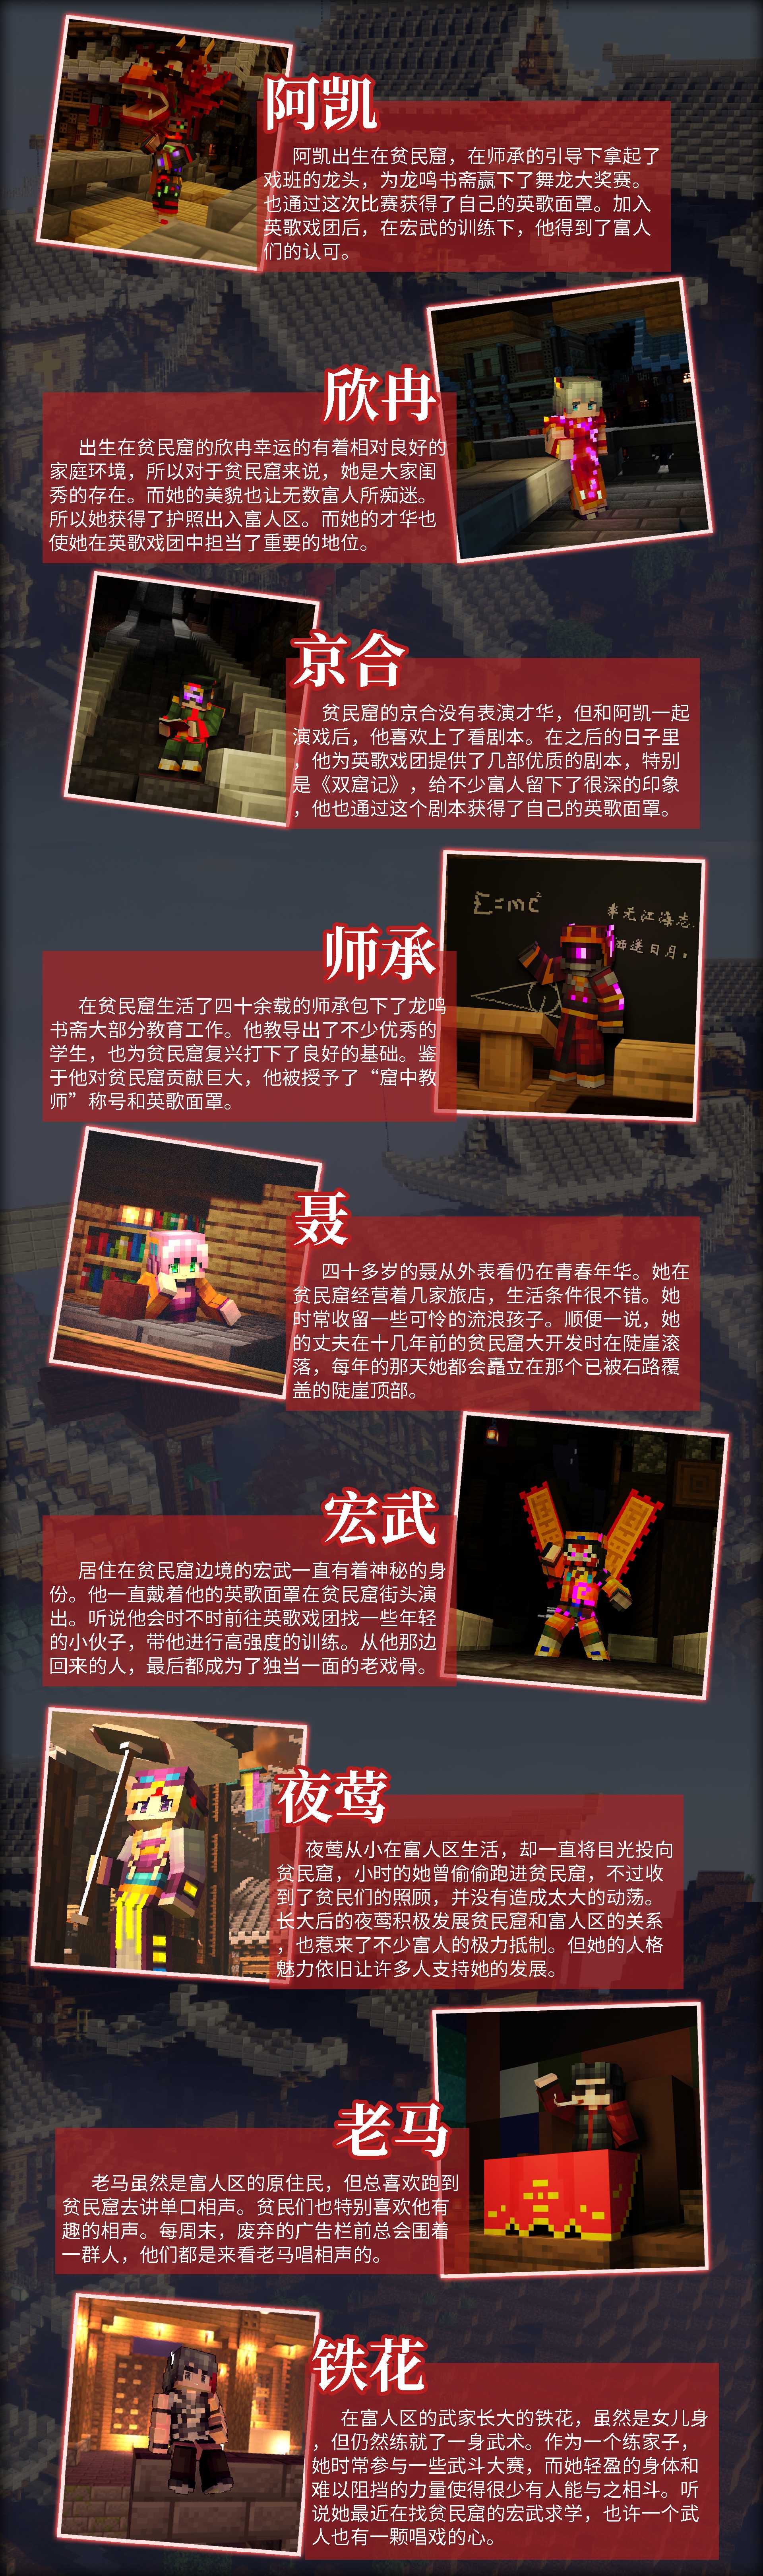 阿凯
阿凯出生在贫民窟，在师承的引导下拿起了
戏班的龙头，为龙鸣书斋赢下了舞龙大奖赛。
也通过这次比赛获得了自己的英歌面罩。加入
英歌戏团后，在宏武的训练下，他得到了富人
们的认可。
欣冉
出生在贫民窟的欣冉幸运的有着相对良好的
家庭环境，所以对于贫民窟来说，她是大家闺
秀的存在。而她的美貌也让无数富人所痴迷。
所以她获得了护照出入富人区。而她的才华也
使她在英歌戏团中担当了重要的地位。
京合
贫民窟的京合没有表演才华，但和阿凯一起
演戏后，他喜欢上了看剧本。在之后的日子里
，他为英歌戏团提供了几部优质的剧本，特别
是《双窟记》，给不少富人留下了很深的印象
，他也通过这个剧本获得了自己的英歌面罩。
E=mc²
师承
在贫民窟生活了四十余载的师承包下了龙鸣
书斋大部分教育工作。他教导出了不少优秀的
学生，也为贫民窟复兴打下了良好的基础。鉴
于他对贫民窟贡献巨大，他被授予了“窟中教
师”称号和英歌面罩。
聂
四十多岁的聂从外表看仍在青春年华。她在
贫民窟经营着几家旅店，生活条件很不错。她
时常收留一些可怜的流浪孩子。顺便一说，她
的丈夫在十几年前的贫民窟大开发时在陡崖滚
落，每年的那天她都会矗立在那个已被石路覆
盖的陡崖顶部。
宏武
居住在贫民窟边境的宏武一直有着神秘的身
份。他一直戴着他的英歌面罩在贫民窟街头演
出。听说他会时不时前往英歌戏团找一些年轻
的小伙子，带他进行高强度的训练。从他那边
回来的人，最后都成为了独当一面的老戏骨。
夜莺
夜莺从小在富人区生活，却一直将目光投向
贫民窟，小时的她曾偷偷跑进贫民窟，不过收
到了贫民们的照顾，并没有造成太大的动荡。
长大后的夜莺积极发展贫民窟和富人区的关系
，也惹来了不少富人的极力抵制。但她的人格
魅力依旧让许多人支持她的发展。
老马
老马虽然是富人区的原住民，但总喜欢跑到
贫民窟去讲单口相声。贫民们也特别喜欢他有
趣的相声。每周末，废弃的广告栏前总会围着
一群人，他们都是来看老马唱相声的。
铁花
在富人区的武家长大的铁花，虽然是女儿身
，但仍然练就了一身武术。作为一个练家子，
她时常参与一些武斗大赛，而她轻盈的身体和
难以阻挡的力量使得很少有人能与之相斗。听
说她最近在找贫民窟的宏武求学，也许一个武
人也有一颗唱戏的心。